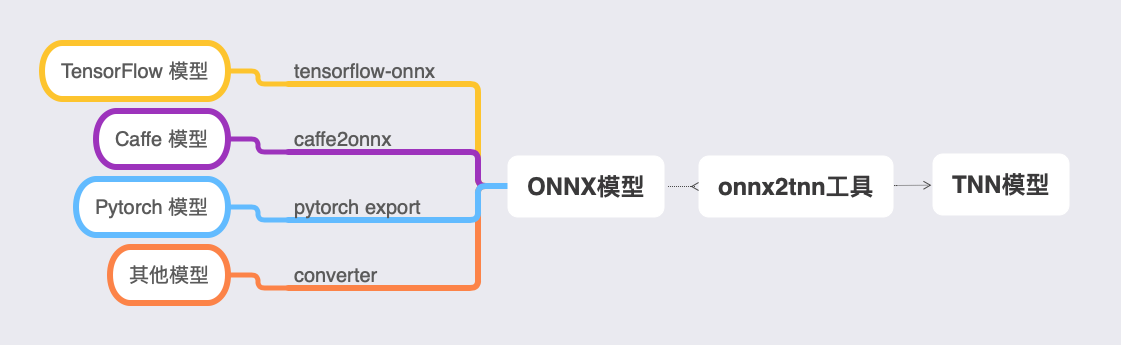 TensorFlow 模型
tensorflow-onnx
Caffe 模型
caffe2onnx
Pytorch 模型
pytorch export
其他模型
converter
ONNX模型
onnx2tnn工具
TNN模型